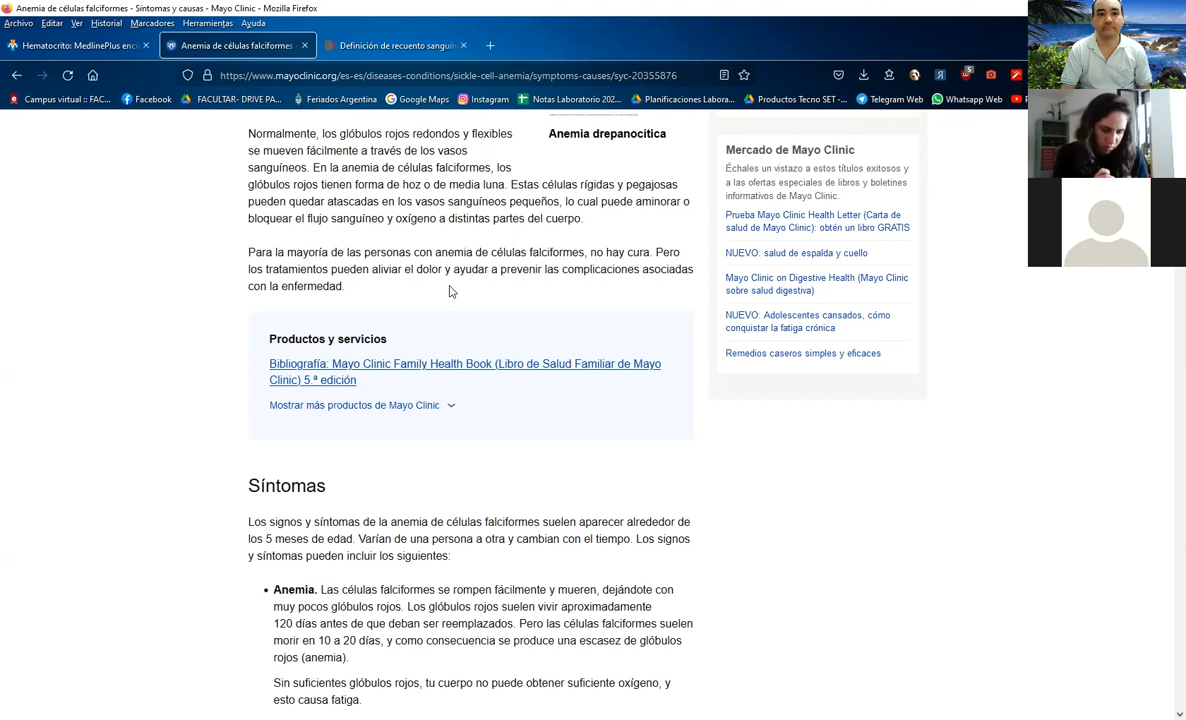 Anemia de células falciformes - Síntomas y causas - Mayo Clinic - Mozilla Firefox
Archivo Editar Ver Historial Marcadores Herramientas Ayuda
Hematocrito: MedlinePlus enci
Anemia de células falciformes -
Definición de recuento sanguín
https://www.mayoclinic.org/es-es/diseases-conditions/sickle-cell-anemia/symptoms-causes/syc-20355876
5
Campus virtual :: FAC... Facebook FACULTAR- DRIVE PA... Feriados Argentina Google Maps Instagram Notas Laboratorio 202... Planificaciones Labora... Productos Tecno SET -... Telegram Web Whatsapp Web
Anemia drepanocítica
Normalmente, los glóbulos rojos redondos y flexibles
se mueven fácilmente a través de los vasos
sanguíneos. En la anemia de células falciformes, los
glóbulos rojos tienen forma de hoz o de media luna. Estas células rígidas y pegajosas
pueden quedar atascadas en los vasos sanguíneos pequeños, lo cual puede aminorar o
bloquear el flujo sanguíneo y oxígeno a distintas partes del cuerpo.
Para la mayoría de las personas con anemia de células falciformes, no hay cura. Pero
los tratamientos pueden aliviar el dolor y ayudar a prevenir las complicaciones asociadas
con la enfermedad.
Productos y servicios
Bibliografía: Mayo Clinic Family Health Book (Libro de Salud Familiar de Mayo
Clinic) 5.ª edición
Mostrar más productos de Mayo Clinic
Síntomas
Los signos y síntomas de la anemia de células falciformes suelen aparecer alrededor de
los 5 meses de edad. Varían de una persona a otra y cambian con el tiempo. Los signos
y síntomas pueden incluir los siguientes:
• Anemia. Las células falciformes se rompen fácilmente y mueren, dejándote con
muy pocos glóbulos rojos. Los glóbulos rojos suelen vivir aproximadamente
120 días antes de que deban ser reemplazados. Pero las células falciformes suelen
morir en 10 a 20 días, y como consecuencia se produce una escasez de glóbulos
rojos (anemia).
Sin suficientes glóbulos rojos, tu cuerpo no puede obtener suficiente oxígeno, y
esto causa fatiga.
Mercado de Mayo Clinic
Échales un vistazo a estos títulos exitosos y
a las ofertas especiales de libros y boletines
informativos de Mayo Clinic.
Prueba Mayo Clinic Health Letter (Carta de
salud de Mayo Clinic): obtén un libro GRATIS
NUEVO: salud de espalda y cuello
Mayo Clinic on Digestive Health (Mayo Clinic
sobre salud digestiva)
NUEVO: Adolescentes cansados, cómo
conquistar la fatiga crónica
Remedios caseros simples y eficaces